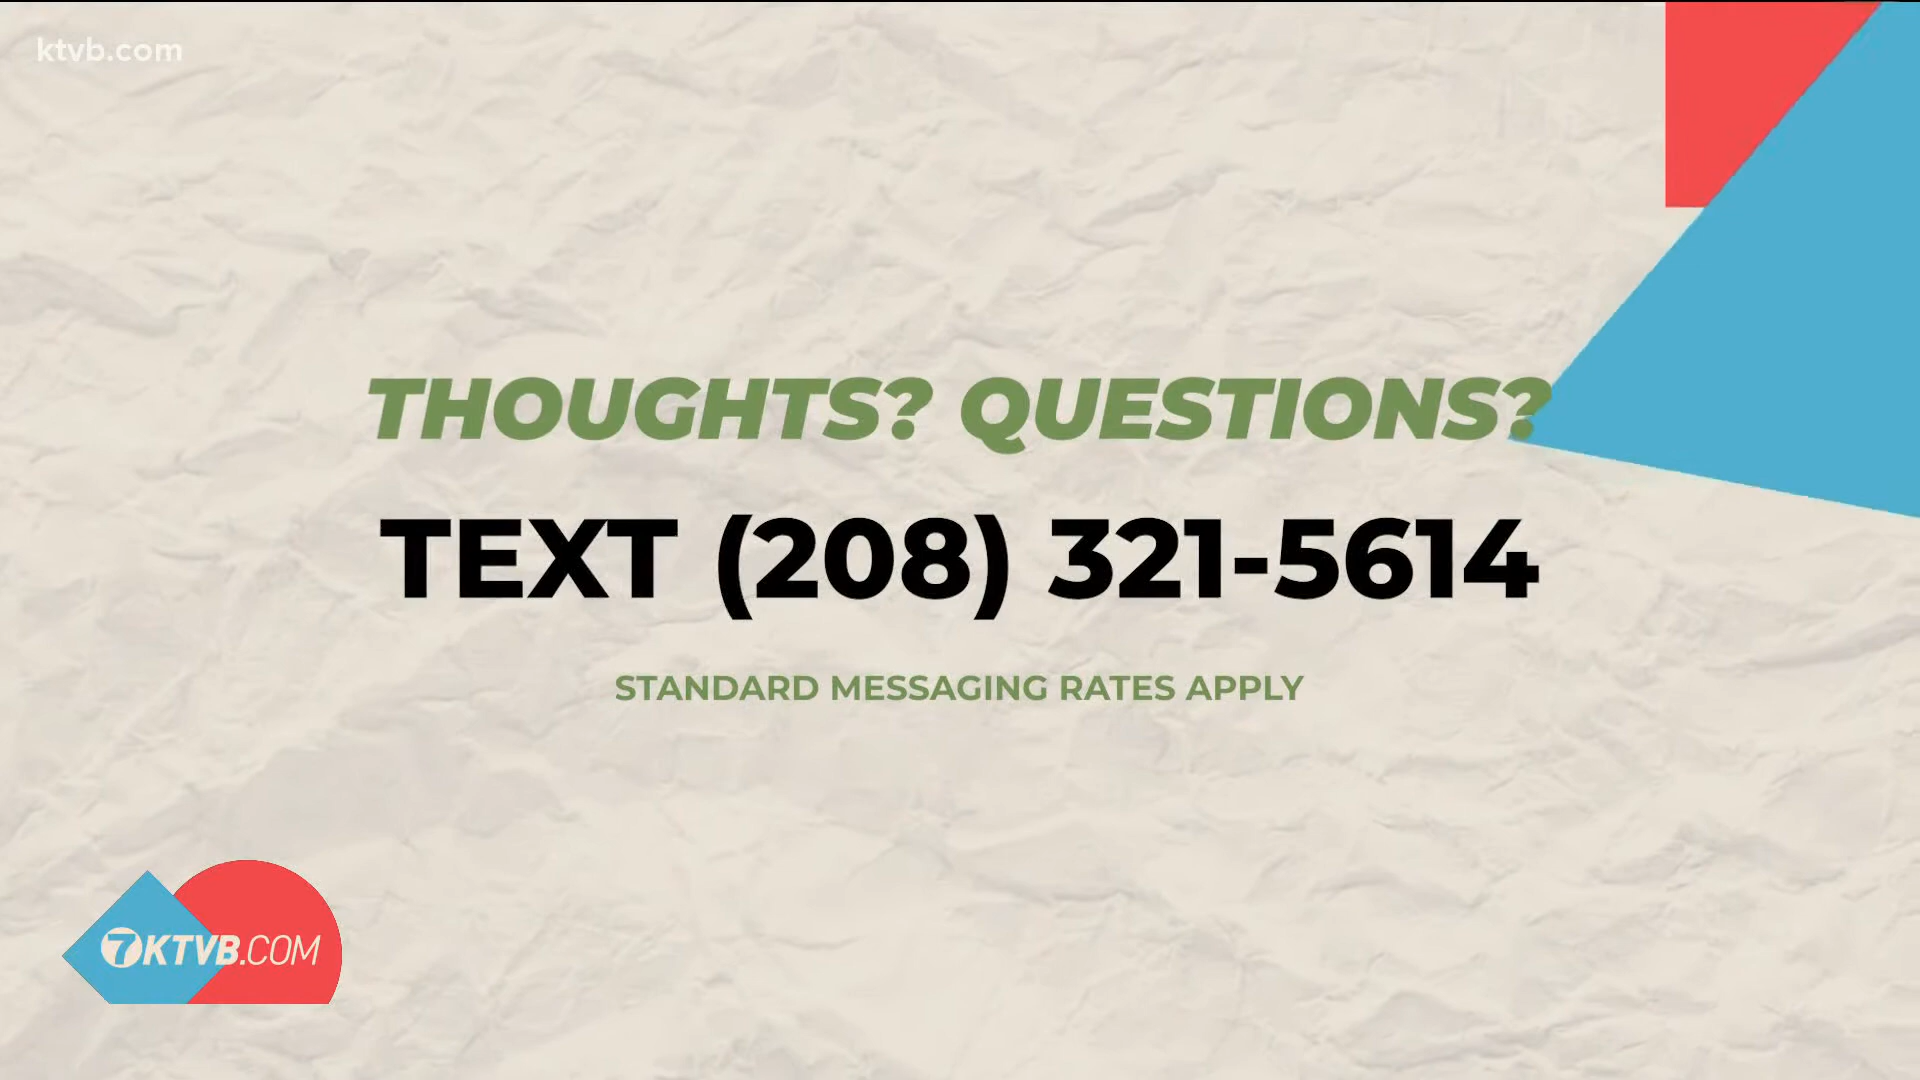 ktvb.com
THOUGHTS? QUESTIONS?
TEXT (208) 321-5614
STANDARD MESSAGING RATES APPLY
7KTVB.COM